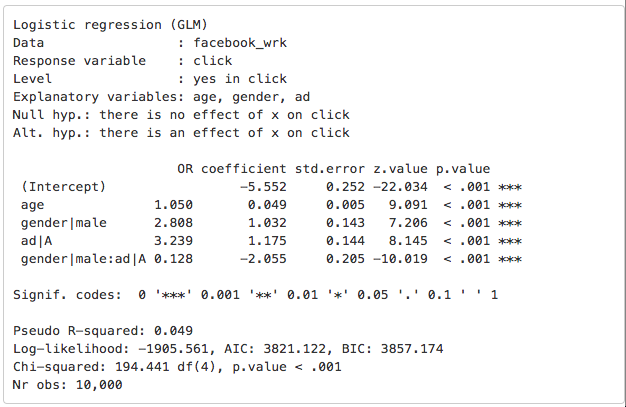 Logistic regression (GLM)
Data                 : facebook_wrk
Response variable    : click
Level                : yes in click
Explanatory variables: age, gender, ad
Null hyp.: there is no effect of x on click
Alt. hyp.: there is an effect of x on click

                     OR coefficient std.error z.value p.value
 (Intercept)                 -5.552     0.252 -22.034  < .001 ***
 age              1.050       0.049     0.005   9.091  < .001 ***
 gender|male      2.808       1.032     0.143   7.206  < .001 ***
 ad|A             3.239       1.175     0.144   8.145  < .001 ***
 gender|male:ad|A 0.128      -2.055     0.205 -10.019  < .001 ***

Signif. codes:  0 '***' 0.001 '**' 0.01 '*' 0.05 '.' 0.1 ' ' 1

Pseudo R-squared: 0.049
Log-likelihood: -1905.561, AIC: 3821.122, BIC: 3857.174
Chi-squared: 194.441 df(4), p.value < .001
Nr obs: 10,000